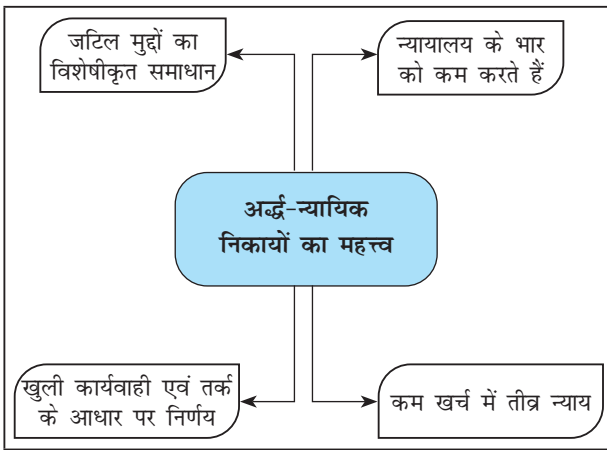 जटिल मुद्दों का
विशेषीकृत समाधान
न्यायालय के भार
को कम करते हैं
अर्द्ध-न्यायिक
निकायों का महत्त्व
खुली कार्यवाही एवं तर्क
के आधार पर निर्णय
कम खर्च में तीव्र न्याय